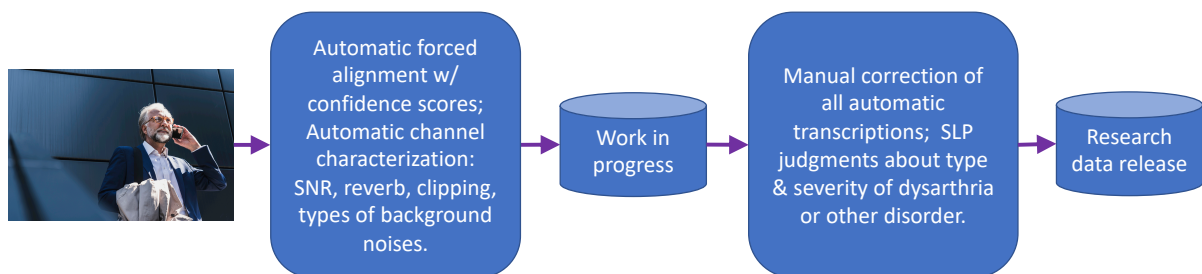 Automatic forced
alignment w/
confidence scores;
Automatic channel
characterization:
SNR, reverb, clipping,
types of background
noises.
Work in
progress
Manual correction of
all automatic
transcriptions;  SLP
judgments about type
& severity of dysarthria
or other disorder.
Research
data release